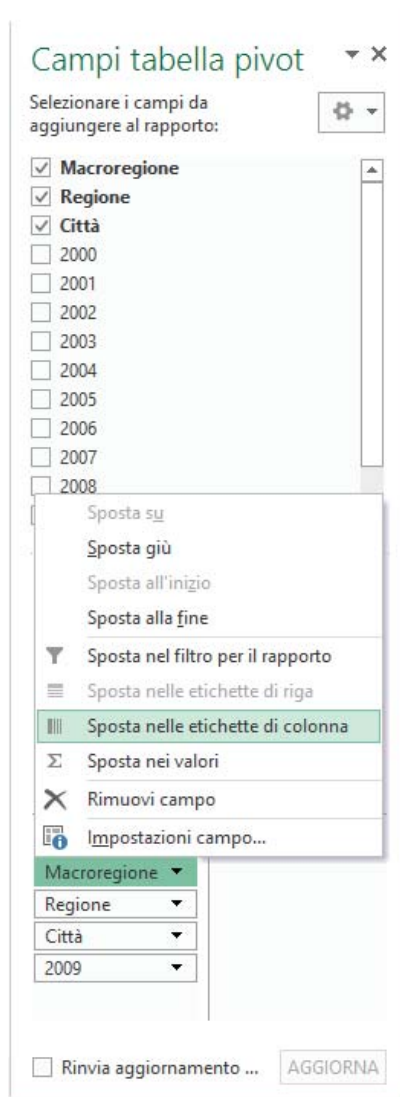 Campi tabella pivot
Selezionare i campi da
aggiungere al rapporto:
Macroregione
Regione
Città
2000
2001
2002
2003
2004
2005
2006
2007
2008
Sposta su
Sposta giù
Sposta all'inizio
Sposta alla fine
Sposta nel filtro per il rapporto
Sposta nelle etichette di riga
Sposta nelle etichette di colonna
Sposta nei valori
Rimuovi campo
Impostazioni campo...
Macroregione
Regione
Città
2009
Rinvia aggiornamento ... AGGIORNA